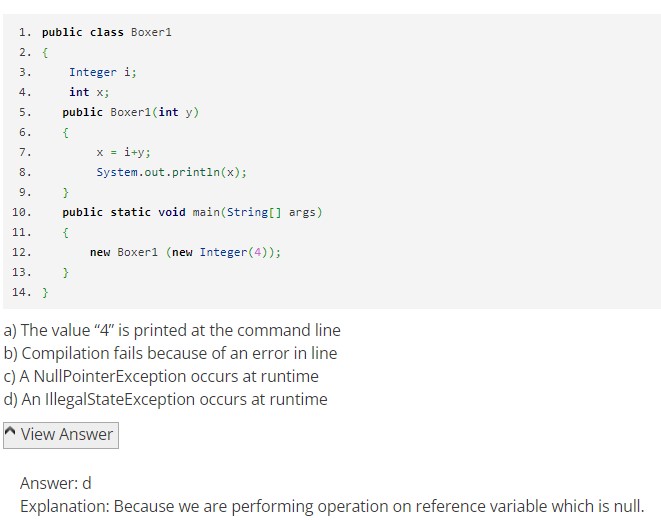 1. public class Boxer1
2. {
3. Integer i;
4. int x;
5. public Boxer1(int y)
6. {
7. x = i+y;
8. System.out.println(x);
9. }
10. public static void main(String[] args)
11. {
12. new Boxer1 (new Integer(4));
13. }
14. }
a) The value “4” is printed at the command line
b) Compilation fails because of an error in line
c) A NullPointerException occurs at runtime
d) An IllegalStateException occurs at runtime
View Answer
Answer: d
Explanation: Because we are performing operation on reference variable which is null.